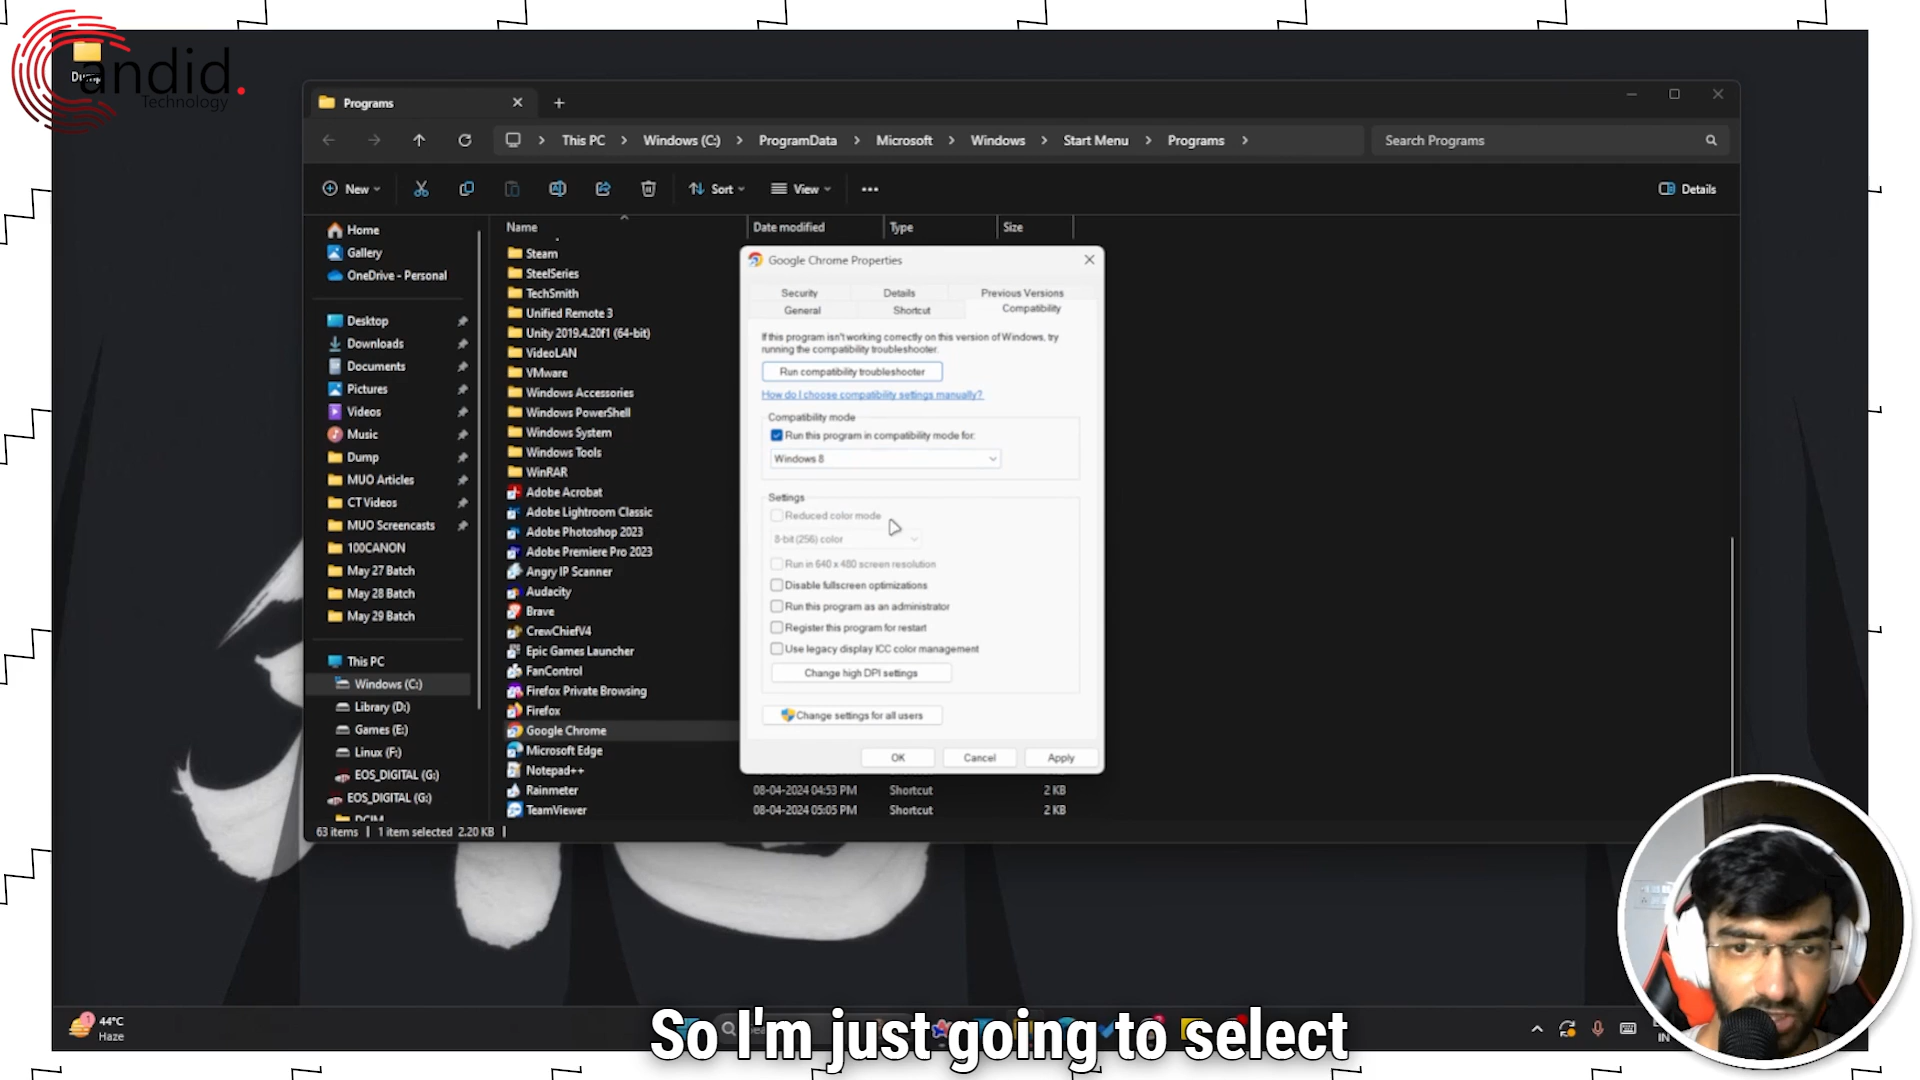 Dump
andid.
Technology
Programs
This PC
Windows (C:)
ProgramData
Microsoft
Windows
Start Menu
Programs
Search Programs
New
Sort
View
Details
Home
Gallery
OneDrive - Personal
Desktop
Downloads
Documents
Pictures
Videos
Music
Dump
MUO Articles
CT Videos
MUO Screencasts
100CANON
May 27 Batch
May 28 Batch
May 29 Batch
This PC
Windows (C:)
Library (D:)
Games (E:)
Linux (F:)
EOS_DIGITAL (G:)
EOS_DIGITAL (G:)
DCIM
Name
Date modified
Type
Size
Steam
SteelSeries
TechSmith
Unified Remote 3
Unity 2019.4.20f1 (64-bit)
VideoLAN
VMware
Windows Accessories
Windows PowerShell
Windows System
Windows Tools
WinRAR
Adobe Acrobat
Adobe Lightroom Classic
Adobe Photoshop 2023
Adobe Premiere Pro 2023
Angry IP Scanner
Audacity
Brave
CrewChiefV4
Epic Games Launcher
FanControl
Firefox Private Browsing
Firefox
Google Chrome
Microsoft Edge
Notepad++
Rainmeter 08-04-2024 04:53 PM Shortcut 2 KB
TeamViewer 08-04-2024 05:05 PM Shortcut 2 KB
63 items 1 item selected 2.20 KB
Google Chrome Properties
Security Details Previous Versions
General Shortcut Compatibility
If this program isn't working correctly on this version of Windows, try
running the compatibility troubleshooter.
Run compatibility troubleshooter
How do I choose compatibility settings manually?
Compatibility mode
Run this program in compatibility mode for:
Windows 8
Settings
Reduced color mode
8-bit (256) color
Run in 640 x 480 screen resolution
Disable fullscreen optimizations
Run this program as an administrator
Register this program for restart
Use legacy display ICC color management
Change high DPI settings
Change settings for all users
OK Cancel Apply
1
44°C
Haze
So I'm just going to select
IN